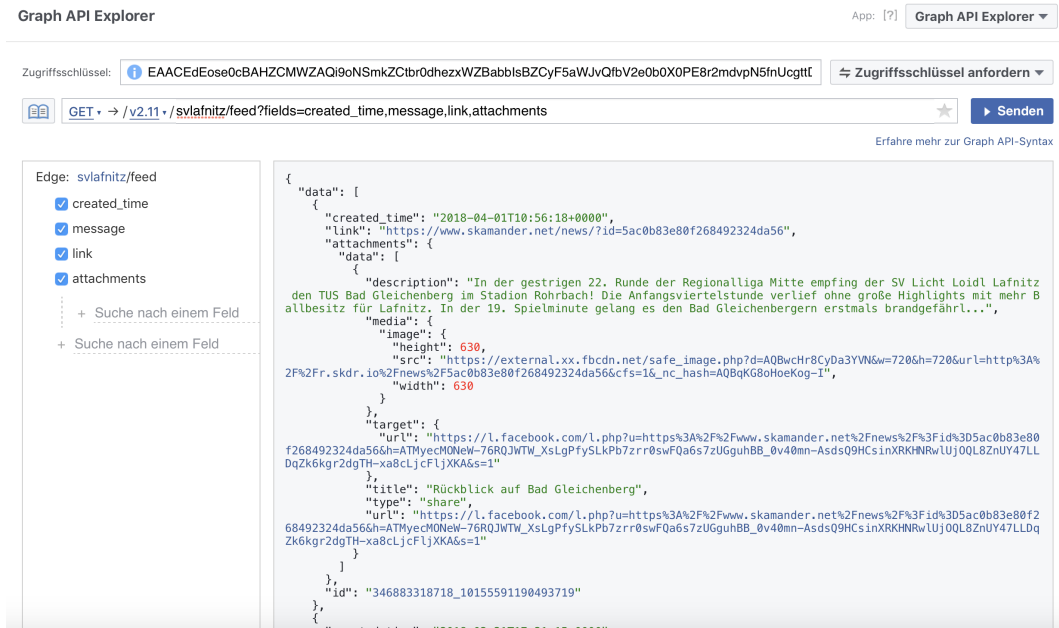 Graph API Explorer
App: [?] Graph API Explorer
Zugriffsschlüssel: EAACEdEose0cBAHZCMWZAQi9oNSmkZCtbr0dhezxWZBabbIsBZCyF5aWJvQfbV2e0b0X0PE8r2mdvpN5fnUcgttD Zugriffsschlüssel anfordern
GET → /v2.11 /svlafnitz/feed?fields=created_time,message,link,attachments Senden
Erfahre mehr zur Graph API-Syntax
Edge: svlafnitz/feed
created_time
message
link
attachments
+ Suche nach einem Feld
+ Suche nach einem Feld
{
"data": [
{
"created_time": "2018-04-01T10:56:18+0000",
"link": "https://www.skamander.net/news/?id=5ac0b83e80f268492324da56",
"attachments": {
"data": [
{
"description": "In der gestrigen 22. Runde der Regionalliga Mitte empfing der SV Licht Loidl Lafnitz
den TUS Bad Gleichenberg im Stadion Rohrbach! Die Anfangsviertelstunde verlief ohne große Highlights mit mehr B
allbesitz für Lafnitz. In der 19. Spielminute gelang es den Bad Gleichenbergern erstmals brandgefährl...",
"media": {
"image": {
"height": 630,
"src": "https://external.xx.fbcdn.net/safe_image.php?d=AQBwcHr8CyDa3YVN&w=720&h=720&url=http%3A%
2F%2Fr.skdr.io%2Fnews%2F5ac0b83e80f268492324da56&cfs=1&_nc_hash=AQBqKG8oHoeKog-I",
"width": 630
}
},
"target": {
"url": "https://l.facebook.com/l.php?u=https%3A%2F%2Fwww.skamander.net%2Fnews%2F%3Fid%3D5ac0b83e80
f268492324da56&h=ATMyecMONeW-76RQJWTW_XsLgPfySLkPb7zrr0swFQa6s7zUGguhBB_0v40mn-AsdsQ9HCsinXRKHNRwlUjOQL8ZnUY47LL
DqZk6kgr2dgTH-xa8cLjcFljXKA&s=1"
},
"title": "Rückblick auf Bad Gleichenberg",
"type": "share",
"url": "https://l.facebook.com/l.php?u=https%3A%2F%2Fwww.skamander.net%2Fnews%2F%3Fid%3D5ac0b83e80f2
68492324da56&h=ATMyecMONeW-76RQJWTW_XsLgPfySLkPb7zrr0swFQa6s7zUGguhBB_0v40mn-AsdsQ9HCsinXRKHNRwlUjOQL8ZnUY47LLDq
Zk6kgr2dgTH-xa8cLjcFljXKA&s=1"
}
]
},
"id": "346883318718_10155591190493719"
},
{